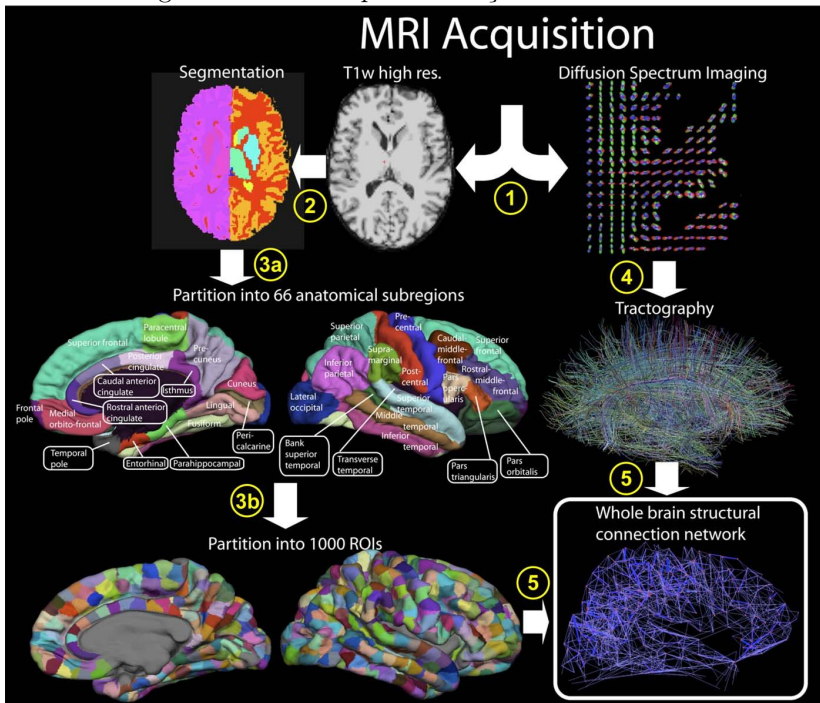 MRI Acquisition
Segmentation
T1w high res.
Diffusion Spectrum Imaging
1
2
3a
4
Partition into 66 anatomical subregions
Tractography
Superior frontal
Paracentral
lobule
Posterior
cingulate
Pre-
cuneus
Caudal anterior
cingulate
Isthmus
Cuneus
Frontal
pole
Medial
orbito-frontal
Rostral anterior
cingulate
Lingual
Fusiform
Peri-
calcarine
Temporal
pole
Entorhinal
Parahippocampal
Superior
parietal
Pre-
central
Caudal-
middle-
frontal
Superior
frontal
Inferior
parietal
Supra-
marginal
Post-
central
Rostral-
middle-
frontal
Pars
operc-
ularis
Lateral
occipital
Superior
temporal
Middle
temporal
Inferior
temporal
Bank
superior
temporal
Transverse
temporal
Pars
triangularis
Pars
orbitalis
3b
5
Partition into 1000 ROIs
5
Whole brain structural
connection network